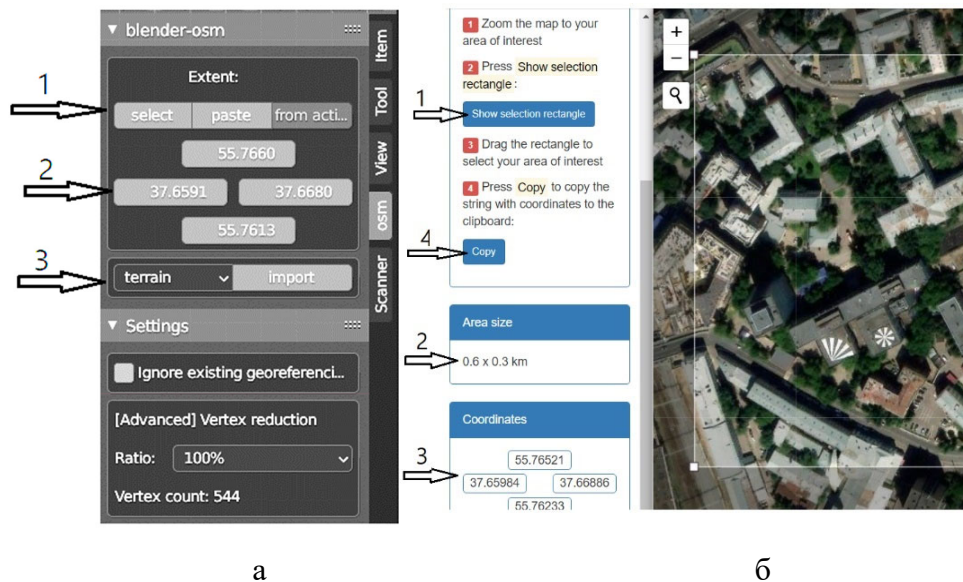 blender-osm
Extent:
1
select paste from acti...
55.7660
2
37.6591 37.6680
55.7613
3
terrain import
Settings
Ignore existing georeferenci...
[Advanced] Vertex reduction
Ratio: 100%
Vertex count: 544
Item
Tool
View
osm
Scanner
1 Zoom the map to your
area of interest
2 Press Show selection
rectangle :
1
Show selection rectangle
3 Drag the rectangle to
select your area of interest
4 Press Copy to copy the
string with coordinates to the
clipboard:
4
Copy
Area size
2
0.6 x 0.3 km
Coordinates
3
55.76521
37.65984 37.66886
55.76233
+
−
а
б